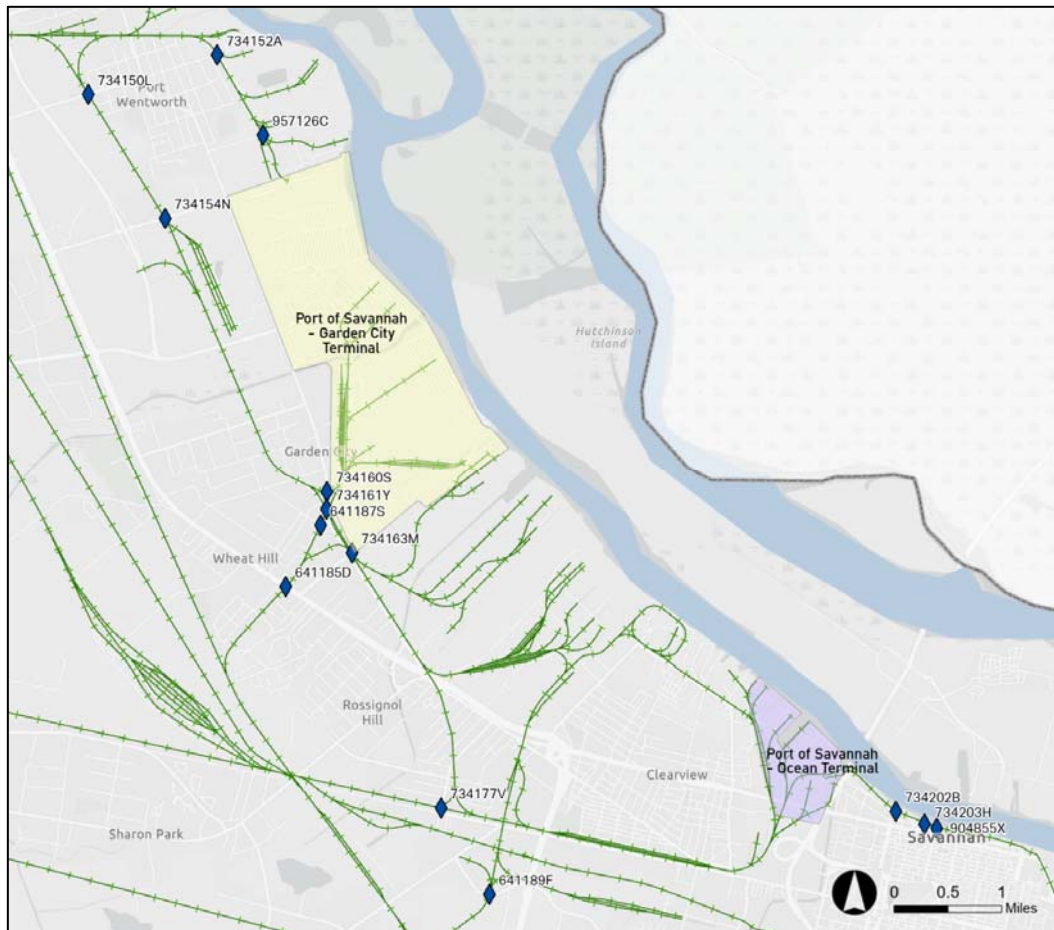 734152A
734150L
Port
Wentworth
957126C
734154N
Port of Savannah
- Garden City
Terminal
Hutchinson
Island
Garden City
734160S
734161Y
641187S
734163M
Wheat Hill
641185D
Rossignol
Hill
Port of Savannah
- Ocean Terminal
Clearview
734177V
734202B
734203H
904855X
Savannah
Sharon Park
641189F
0 0.5 1
Miles